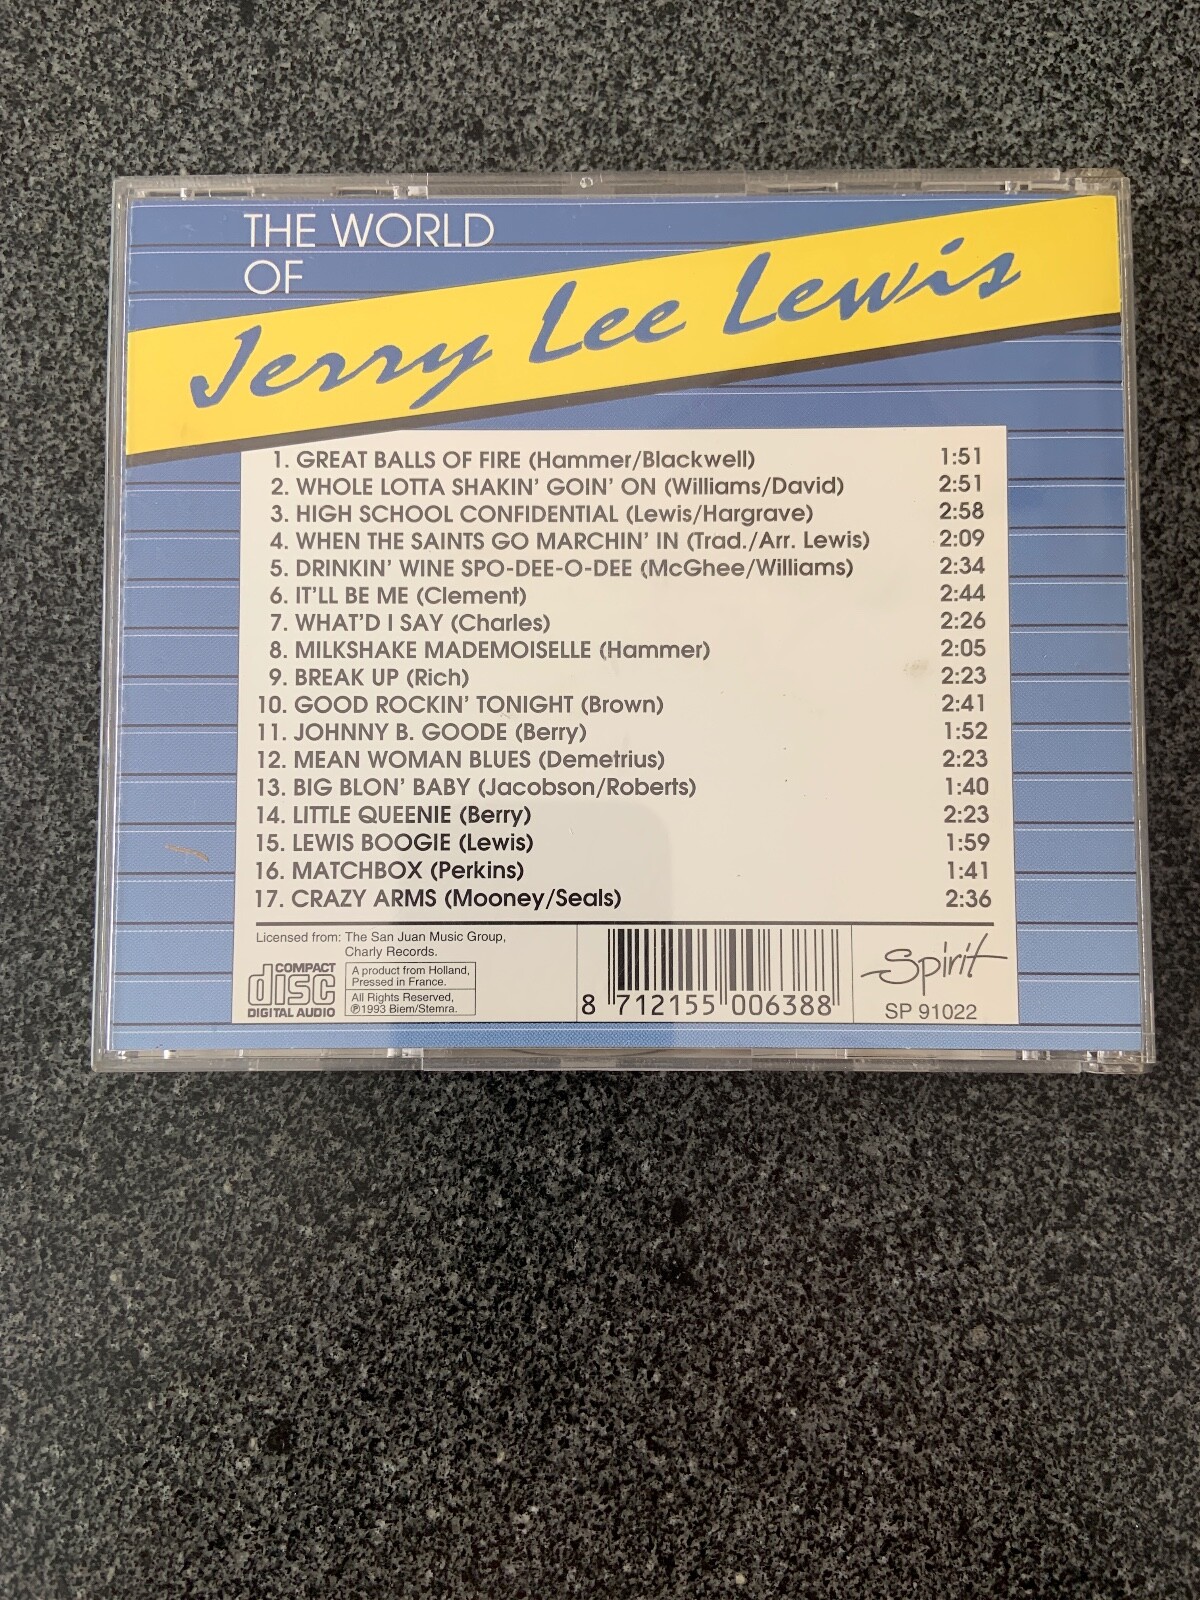 THE WORLD
OF
Jerry Lee Lewis
1. GREAT BALLS OF FIRE (Hammer/Blackwell) 1:51
2. WHOLE LOTTA SHAKIN' GOIN' ON (Williams/David) 2:51
3. HIGH SCHOOL CONFIDENTIAL (Lewis/Hargrave) 2:58
4. WHEN THE SAINTS GO MARCHIN' IN (Trad./Arr. Lewis) 2:09
5. DRINKIN' WINE SPO-DEE-O-DEE (McGhee/Williams) 2:34
6. IT'LL BE ME (Clement) 2:44
7. WHAT'D I SAY (Charles) 2:26
8. MILKSHAKE MADEMOISELLE (Hammer) 2:05
9. BREAK UP (Rich) 2:23
10. GOOD ROCKIN' TONIGHT (Brown) 2:41
11. JOHNNY B. GOODE (Berry) 1:52
12. MEAN WOMAN BLUES (Demetrius) 2:23
13. BIG BLON' BABY (Jacobson/Roberts) 1:40
14. LITTLE QUEENIE (Berry) 2:23
15. LEWIS BOOGIE (Lewis) 1:59
16. MATCHBOX (Perkins) 1:41
17. CRAZY ARMS (Mooney/Seals) 2:36
Licensed from: The San Juan Music Group,
Charly Records.
COMPACT
disc
DIGITAL AUDIO
A product from Holland,
Pressed in France.
All Rights Reserved,
℗1993 Biem/Stemra.
8 712155 006388
Spirit
SP 91022